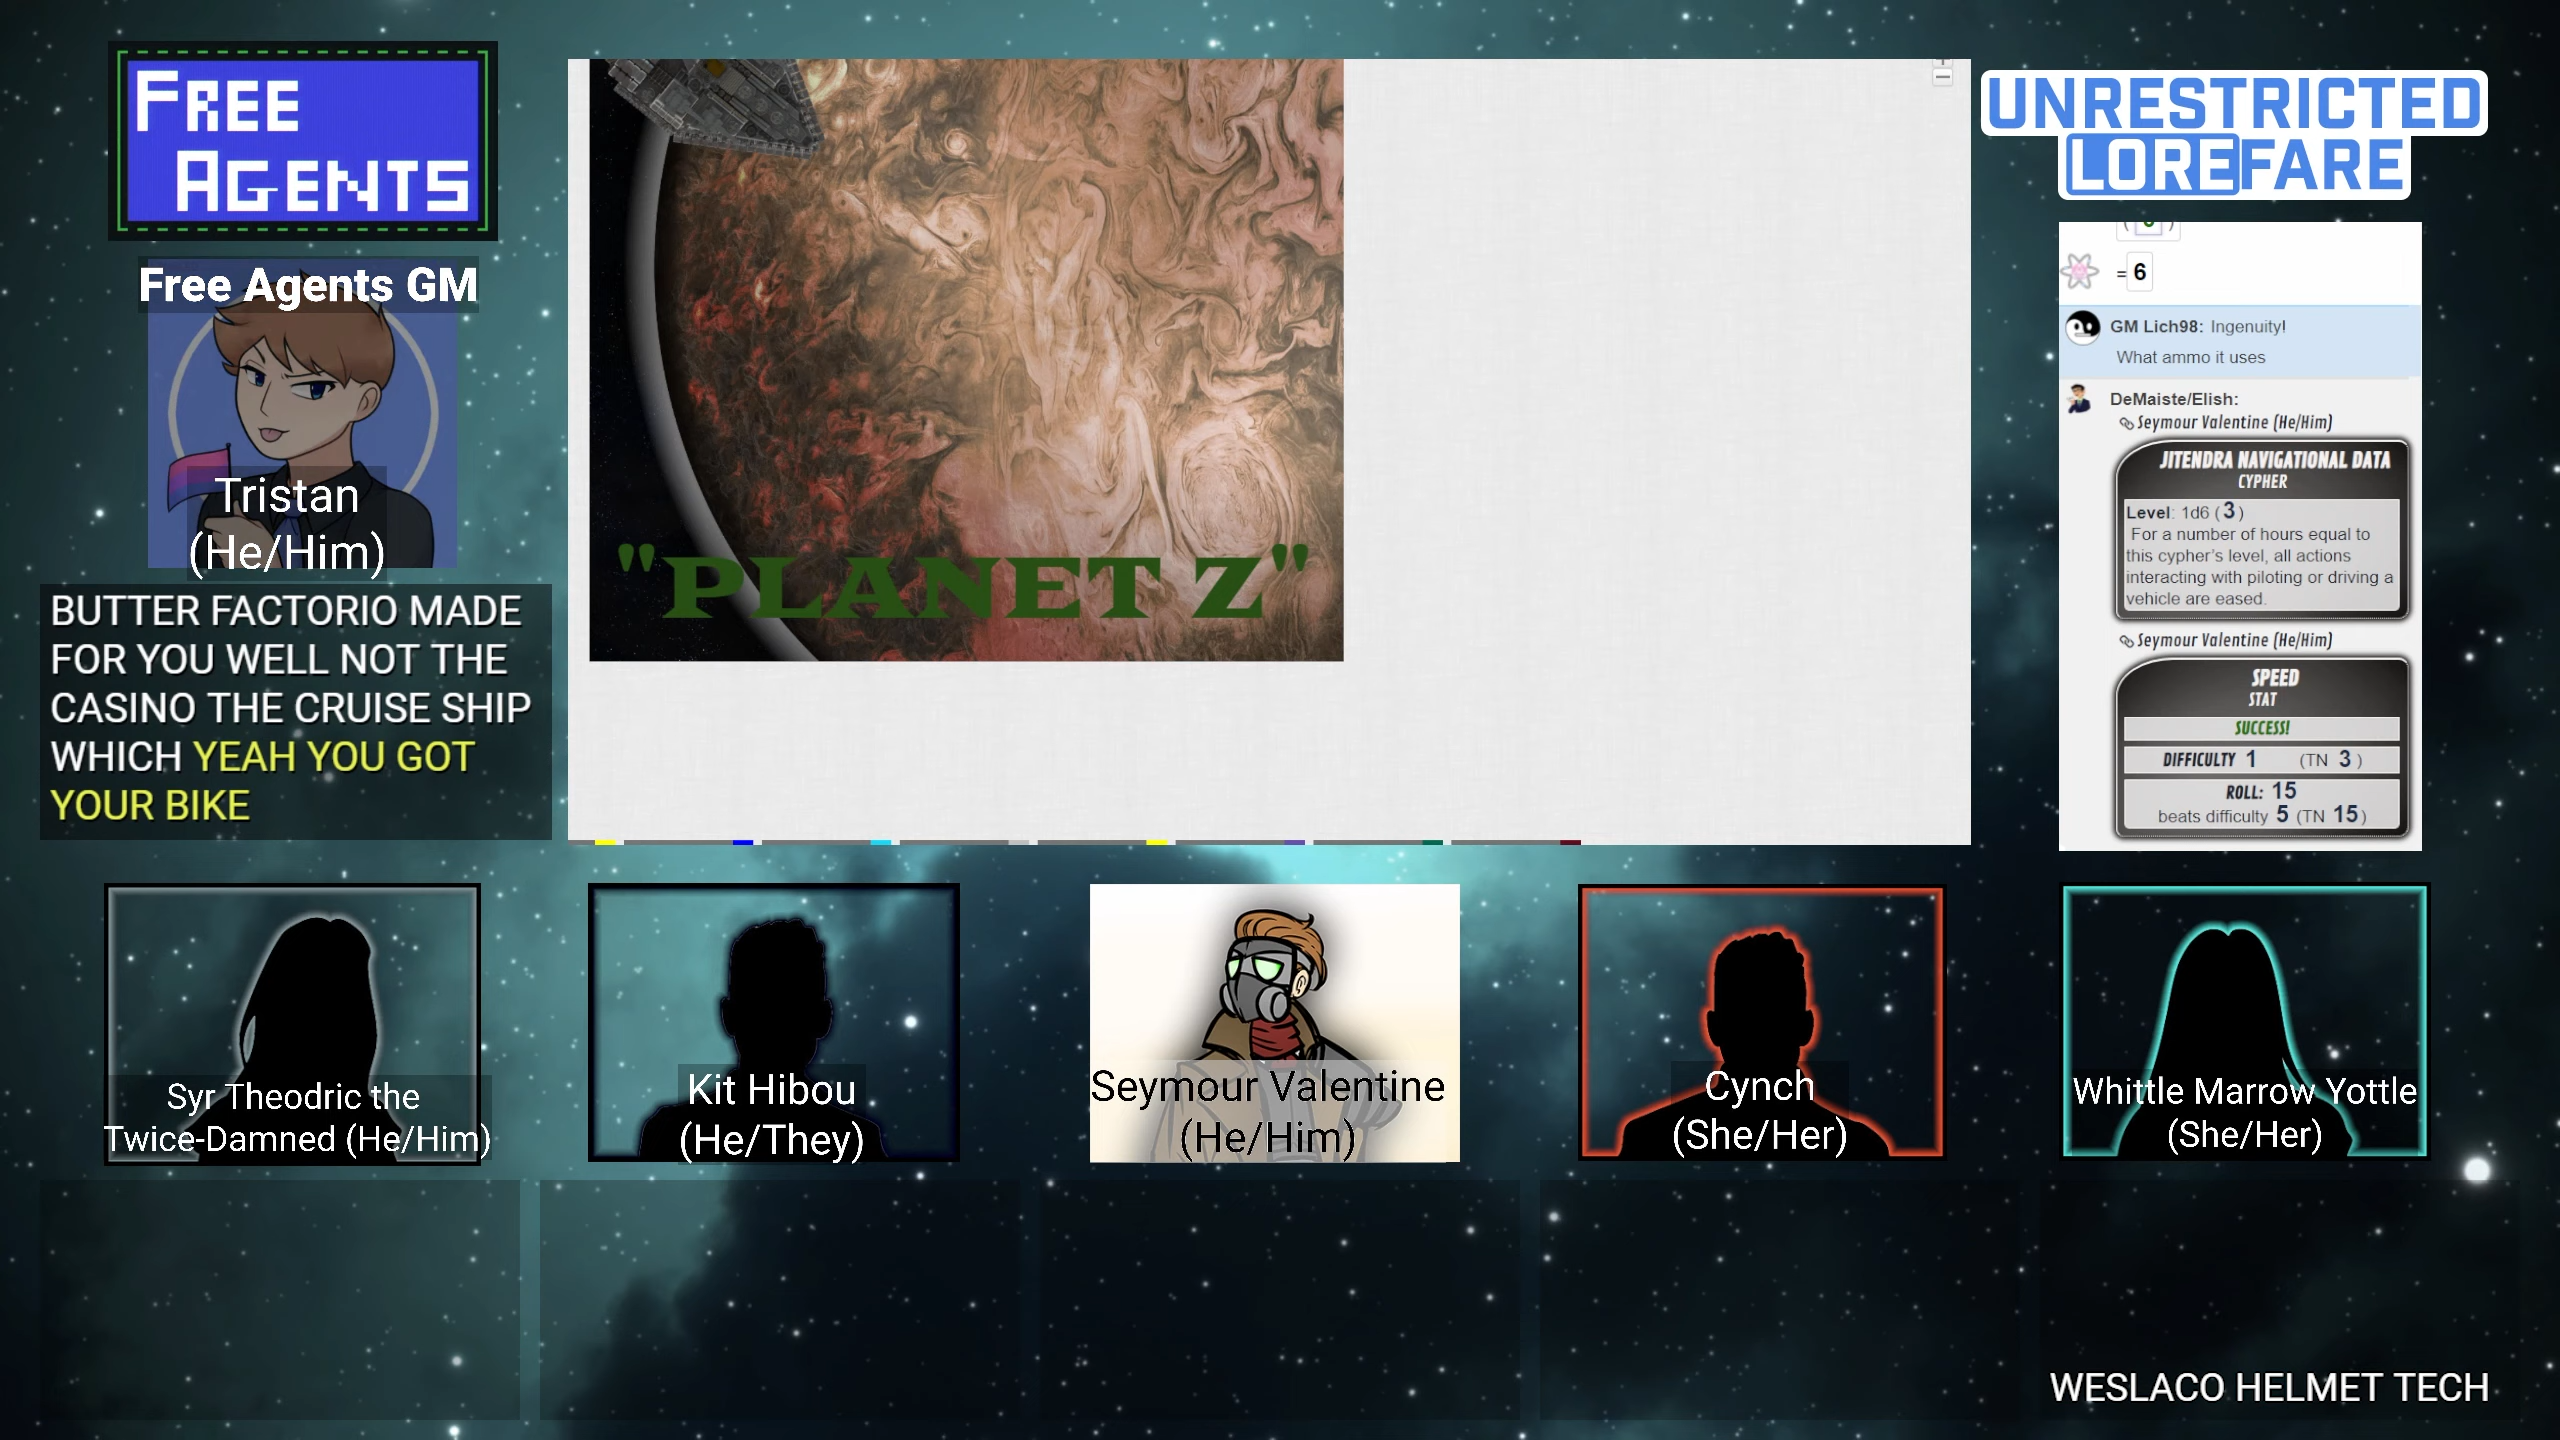 FREE
AGENTS
Free Agents GM
Tristan
(He/Him)
BUTTER FACTORIO MADE
FOR YOU WELL NOT THE
CASINO THE CRUISE SHIP
WHICH YEAH YOU GOT
YOUR BIKE
"PLANET Z"
UNRESTRICTED
LOREFARE
= 6
GM Lich98: Ingenuity!
What ammo it uses
DeMaiste/Elish:
Seymour Valentine (He/Him)
JITENDRA NAVIGATIONAL DATA
CYPHER
Level: 1d6 (3)
For a number of hours equal to
this cypher's level, all actions
interacting with piloting or driving a
vehicle are eased.
Seymour Valentine (He/Him)
SPEED
STAT
SUCCESS!
DIFFICULTY 1 (TN 3)
ROLL: 15
beats difficulty 5 (TN 15)
Syr Theodric the
Twice-Damned (He/Him)
Kit Hibou
(He/They)
Seymour Valentine
(He/Him)
Cynch
(She/Her)
Whittle Marrow Yottle
(She/Her)
WESLACO HELMET TECH